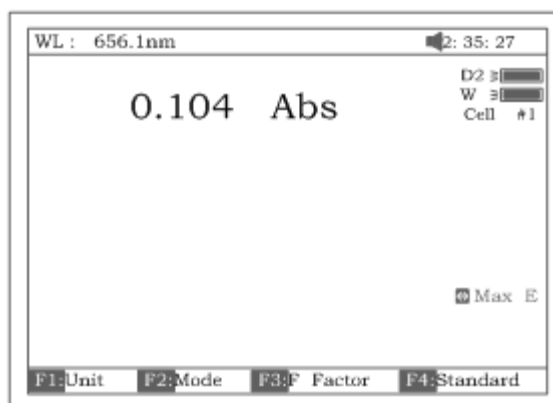 WL : 656.1nm 2: 35: 27
D2
0.104 Abs
W
Cell #1
Max E
F1:Unit F2:Mode F3:F Factor F4:Standard